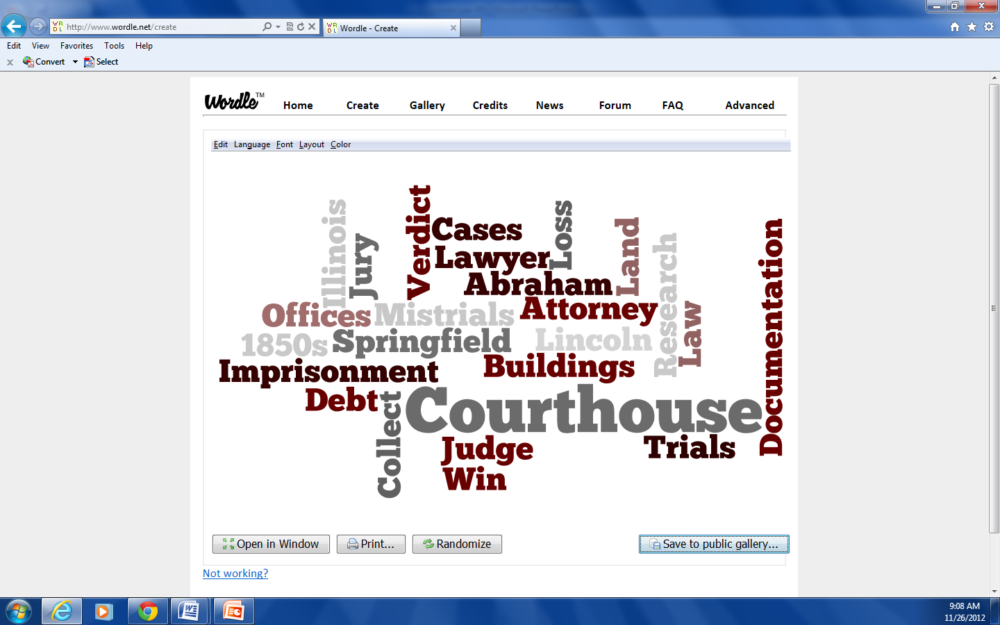 http://www.wordle.net/create
Wordle - Create
Edit View Favorites Tools Help
x Convert Select
Wordle™ Home Create Gallery Credits News Forum FAQ Advanced
Edit Language Font Layout Color
Verdict
Illinois
Loss
Cases
Land
Documentation
Jury
Research
Lawyer
Abraham
Attorney
Law
Offices
Mistrials
1850s
Springfield
Lincoln
Imprisonment
Buildings
Debt
Collect
Courthouse
Judge
Trials
Win
Open in Window Print... Randomize Save to public gallery...
Not working?
9:08 AM
11/26/2012